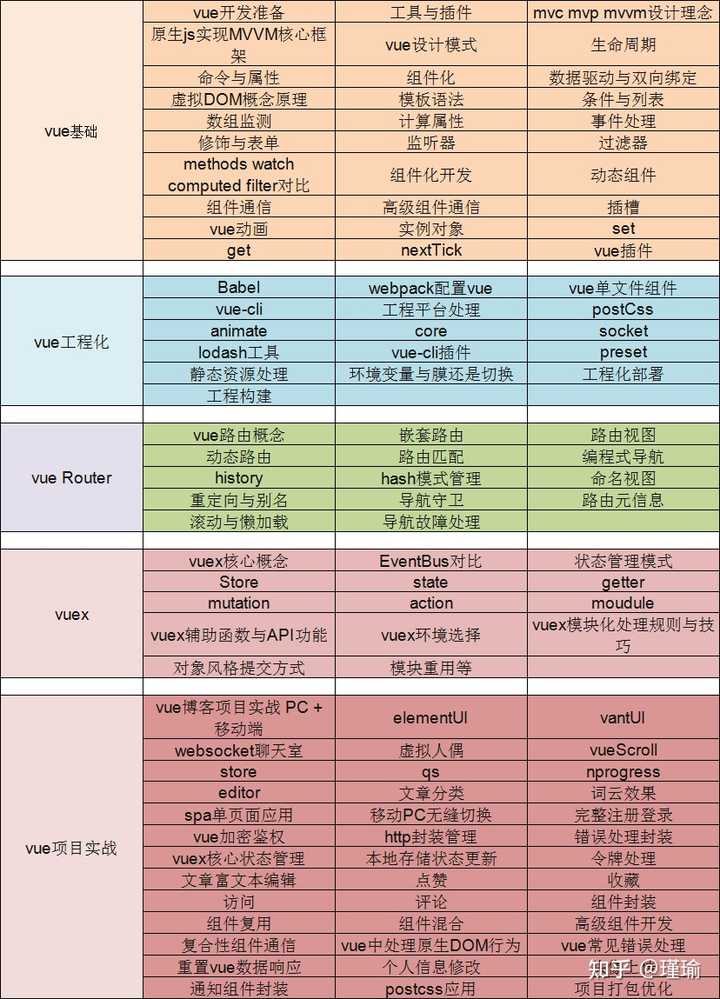 vue开发准备 工具与插件 mvc mvp mvvm设计理念
原生js实现MVVM核心框
架
vue设计模式 生命周期
命令与属性 组件化 数据驱动与双向绑定
虚拟DOM概念原理 模板语法 条件与列表
vue基础
数组监测 计算属性 事件处理
修饰与表单 监听器 过滤器
methods watch
computed filter对比
组件化开发 动态组件
组件通信 高级组件通信 插槽
vue动画 实例对象 set
get nextTick vue插件
Babel webpack配置vue vue单文件组件
vue-cli 工程平台处理 postCss
vue工程化
animate core socket
lodash工具 vue-cli插件 preset
静态资源处理 环境变量与膜还是切换 工程化部署
工程构建
vue路由概念 嵌套路由 路由视图
动态路由 路由匹配 编程式导航
vue Router
history hash模式管理 命名视图
重定向与别名 导航守卫 路由元信息
滚动与懒加载 导航故障处理
vuex核心概念 EventBus对比 状态管理模式
Store state getter
vuex
mutation action moudule
vuex辅助函数与API功能 vuex环境选择
vuex模块化处理规则与技
巧
对象风格提交方式 模块重用等
vue博客项目实战 PC +
移动端
elementUI vantUI
websocket聊天室 虚拟人偶 vueScroll
store qs nprogress
editor 文章分类 词云效果
spa单页面应用 移动PC无缝切换 完整注册登录
vue加密鉴权 http封装管理 错误处理封装
vue项目实战
vuex核心状态管理 本地存储状态更新 令牌处理
文章富文本编辑 点赞 收藏
访问 评论 组件封装
组件复用 组件混合 高级组件开发
复合性组件通信 vue中处理原生DOM行为 vue常见错误处理
重置vue数据响应 个人信息修改
知乎 @瑾瑜
通知组件封装 postcss应用 项目打包优化